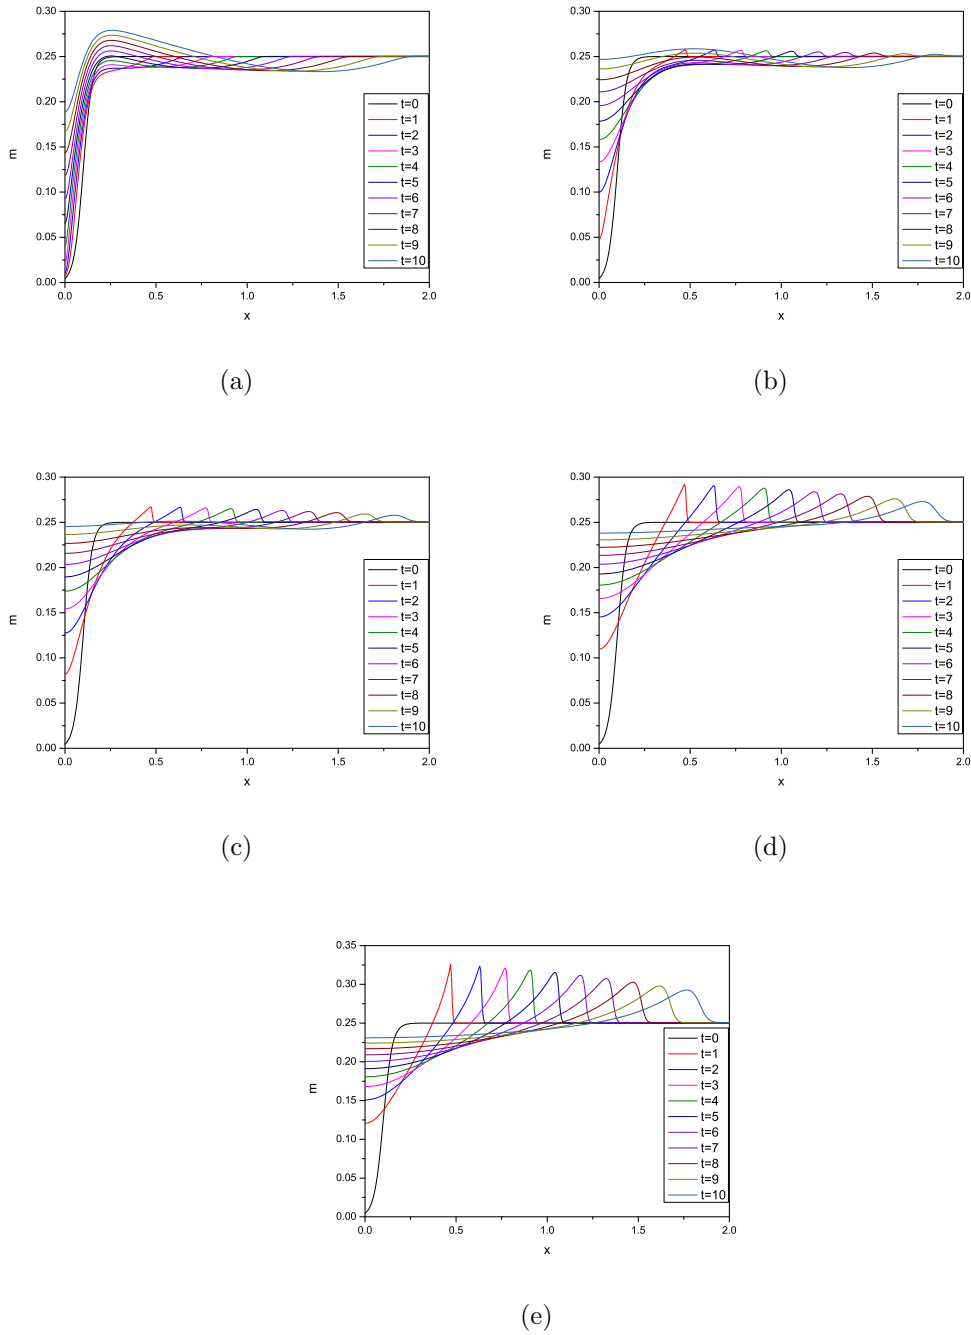 0.30
0.25
0.20
0.15
0.10
0.05
0.00
m
t=0
t=1
t=2
t=3
t=4
t=5
t=6
t=7
t=8
t=9
t=10
0.0 0.5 1.0 1.5 2.0
x
(a)
0.30
0.25
0.20
0.15
0.10
0.05
0.00
m
t=0
t=1
t=2
t=3
t=4
t=5
t=6
t=7
t=8
t=9
t=10
0.0 0.5 1.0 1.5 2.0
x
(b)
0.30
0.25
0.20
0.15
0.10
0.05
0.00
m
t=0
t=1
t=2
t=3
t=4
t=5
t=6
t=7
t=8
t=9
t=10
0.0 0.5 1.0 1.5 2.0
x
(c)
0.30
0.25
0.20
0.15
0.10
0.05
0.00
m
t=0
t=1
t=2
t=3
t=4
t=5
t=6
t=7
t=8
t=9
t=10
0.0 0.5 1.0 1.5 2.0
x
(d)
0.35
0.30
0.25
0.20
0.15
0.10
0.05
0.00
m
t=0
t=1
t=2
t=3
t=4
t=5
t=6
t=7
t=8
t=9
t=10
0.0 0.5 1.0 1.5 2.0
x
(e)